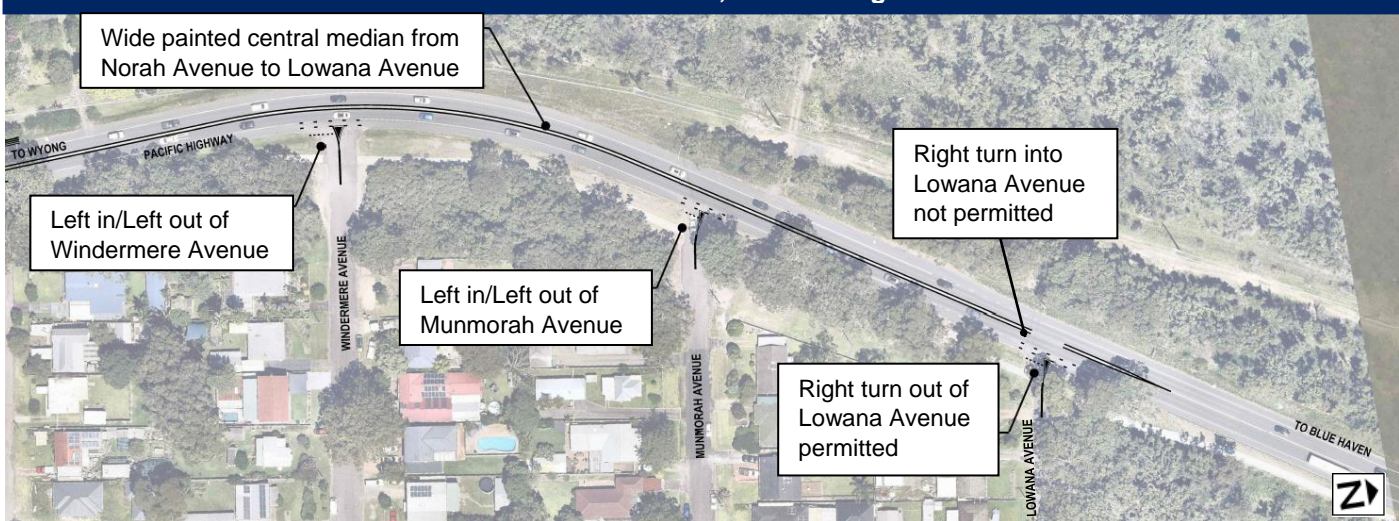 Wide painted central median from
Norah Avenue to Lowana Avenue
TO WYONG
PACIFIC HIGHWAY
Left in/Left out of
Windermere Avenue
WINDERMERE AVENUE
Left in/Left out of
Munmorah Avenue
MUNMORAH AVENUE
Right turn into
Lowana Avenue
not permitted
Right turn out of
Lowana Avenue
permitted
LOWANA AVENUE
TO BLUE HAVEN
Z